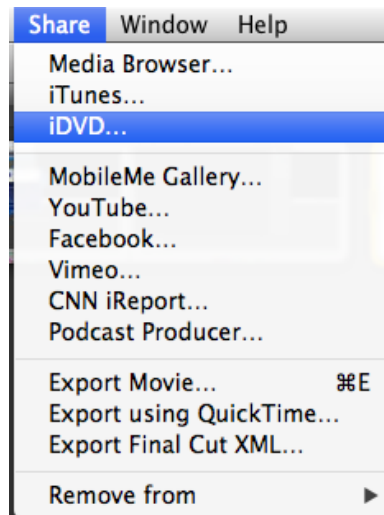 Share Window Help
Media Browser...
iTunes...
iDVD...
MobileMe Gallery...
YouTube...
Facebook...
Vimeo...
CNN iReport...
Podcast Producer...
Export Movie... ⌘E
Export using QuickTime...
Export Final Cut XML...
Remove from ▶